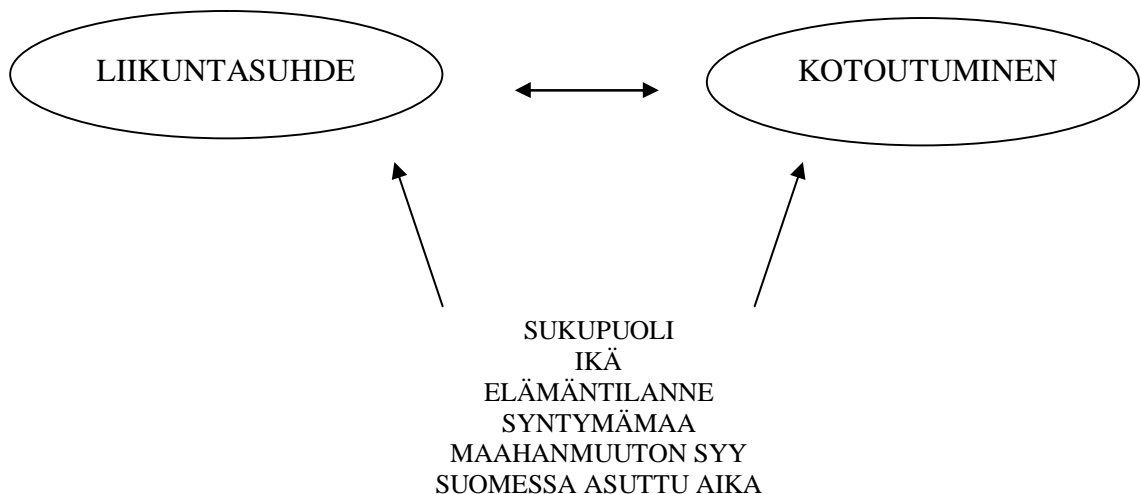 LIIKUNTASUHDE
KOTOUTUMINEN
SUKUPUOLI
IKÄ
ELÄMÄNTILANNE
SYNTYMÄMAA
MAAHANMUUTON SYY
SUOMESSA ASUTTU AIKA